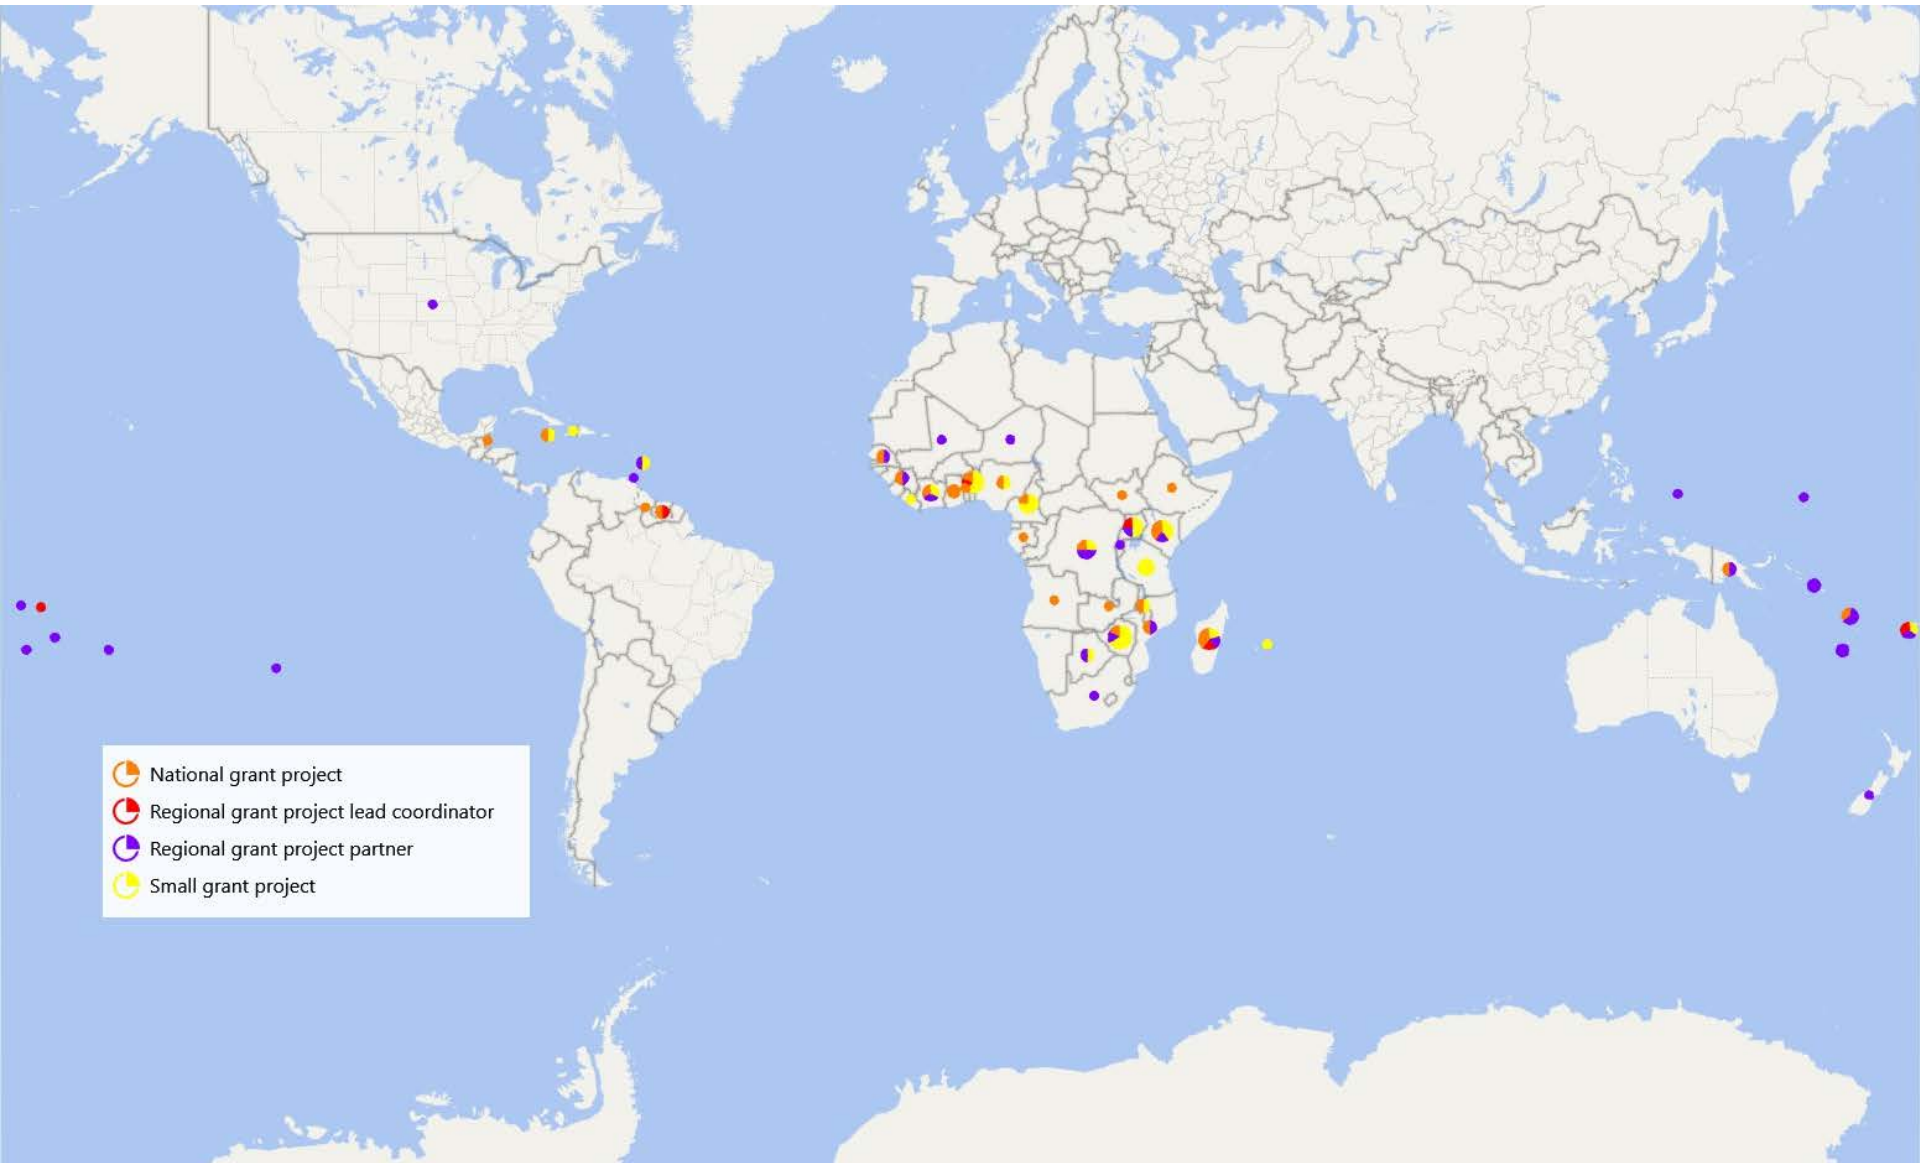 National grant project
Regional grant project lead coordinator
Regional grant project partner
Small grant project